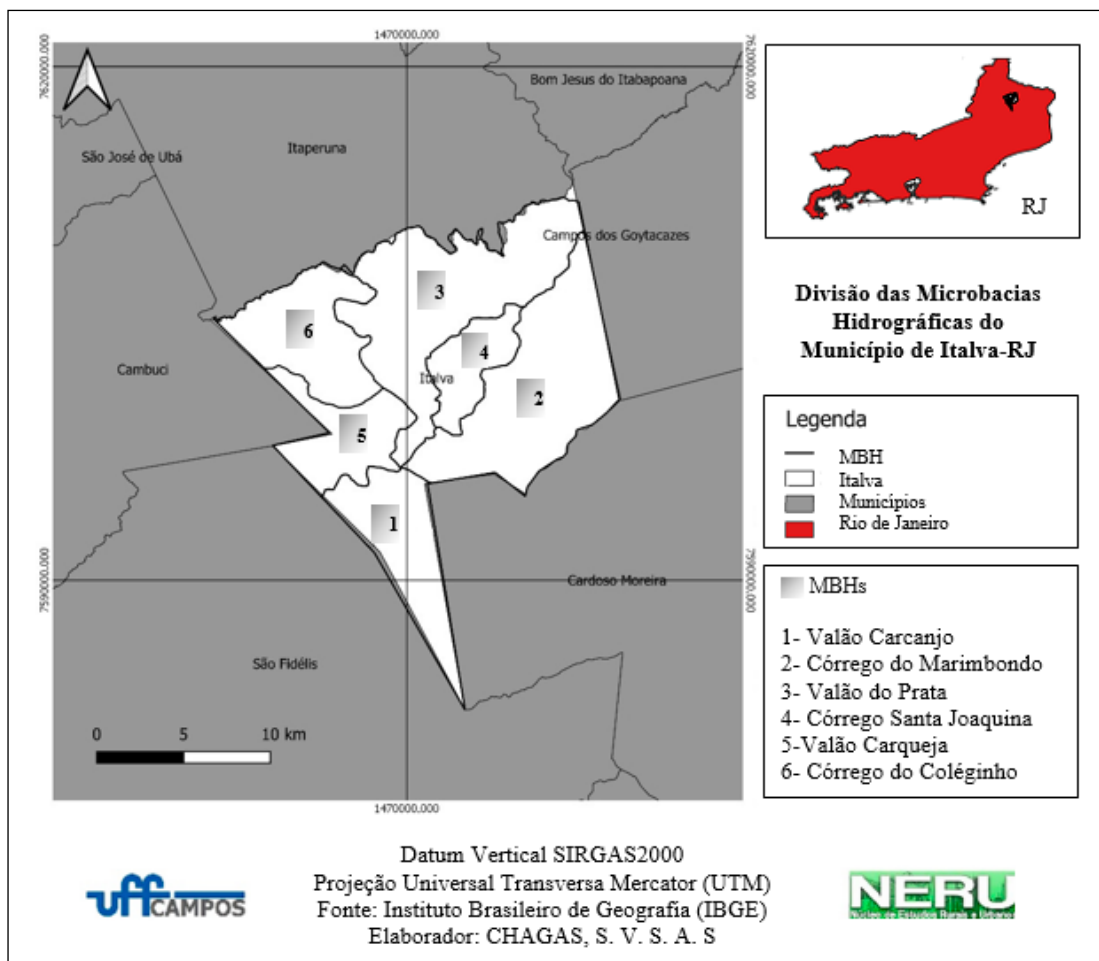 1470000.000
7620000.000
7620000.000
Bom Jesus do Itabapoana
São José de Ubá
Itaperuna
Campos dos Goytacazes
3
6
4
Cambuci
Italva
2
5
1
7590000.000
7590000.000
Cardoso Moreira
São Fidélis
0 5 10 km
1470000.000
RJ
Divisão das Microbacias
Hidrográficas do
Município de Italva-RJ
Legenda
MBH
Italva
Municípios
Rio de Janeiro
MBHs
1- Valão Carcanjo
2- Córrego do Marimbondo
3- Valão do Prata
4- Córrego Santa Joaquina
5-Valão Carqueja
6- Córrego do Coléginho
Datum Vertical SIRGAS2000
Projeção Universal Transversa Mercator (UTM)
Fonte: Instituto Brasileiro de Geografia (IBGE)
Elaborador: CHAGAS, S. V. S. A. S
uff CAMPOS
NERU
Núcleo de Estudos Rurais e Urbano